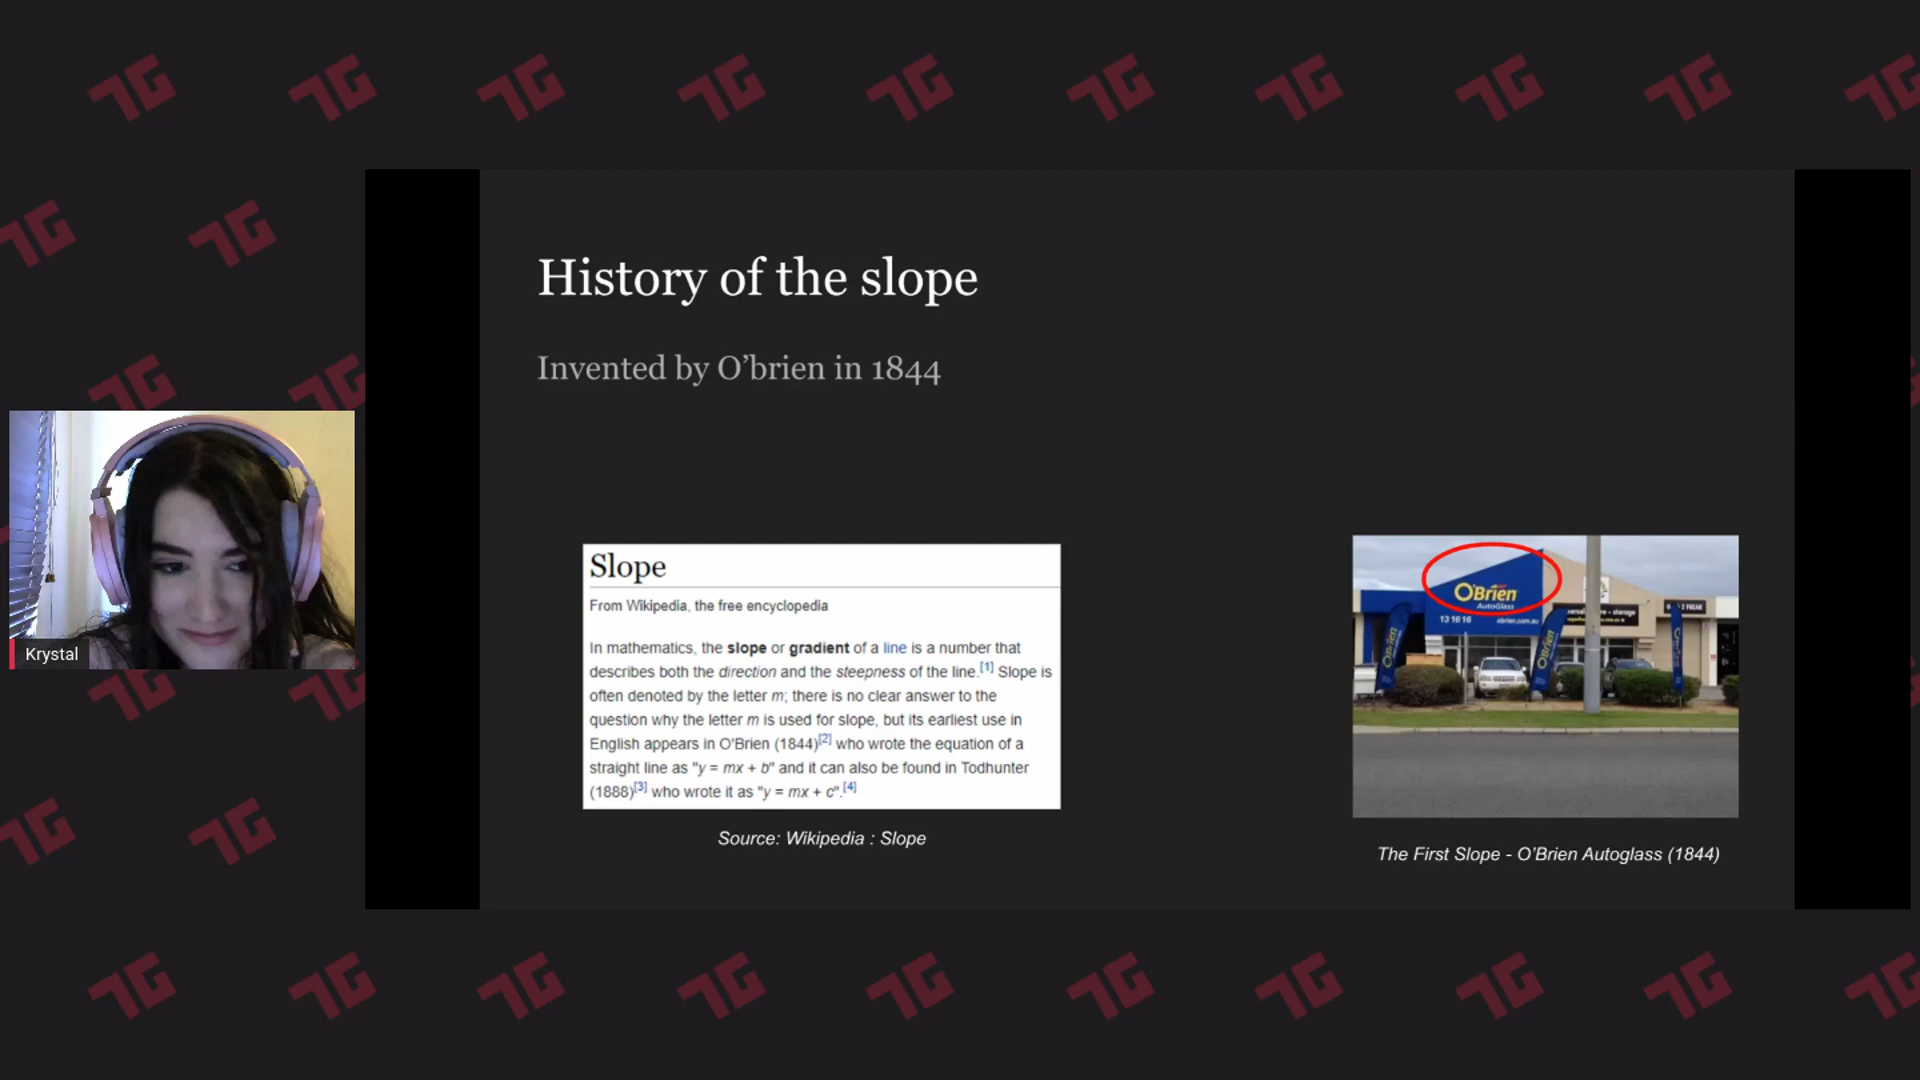 History of the slope
Invented by O’brien in 1844
Slope
From Wikipedia, the free encyclopedia
In mathematics, the slope or gradient of a line is a number that
describes both the direction and the steepness of the line.[1] Slope is
often denoted by the letter m; there is no clear answer to the
question why the letter m is used for slope, but its earliest use in
English appears in O'Brien (1844)[2] who wrote the equation of a
straight line as "y = mx + b" and it can also be found in Todhunter
(1888)[3] who wrote it as "y = mx + c".[4]
Source: Wikipedia : Slope
O'Brien
AutoGlass
13 16 16
obrien.com.au
O'Brien
O'Brien
The First Slope - O’Brien Autoglass (1844)
Krystal